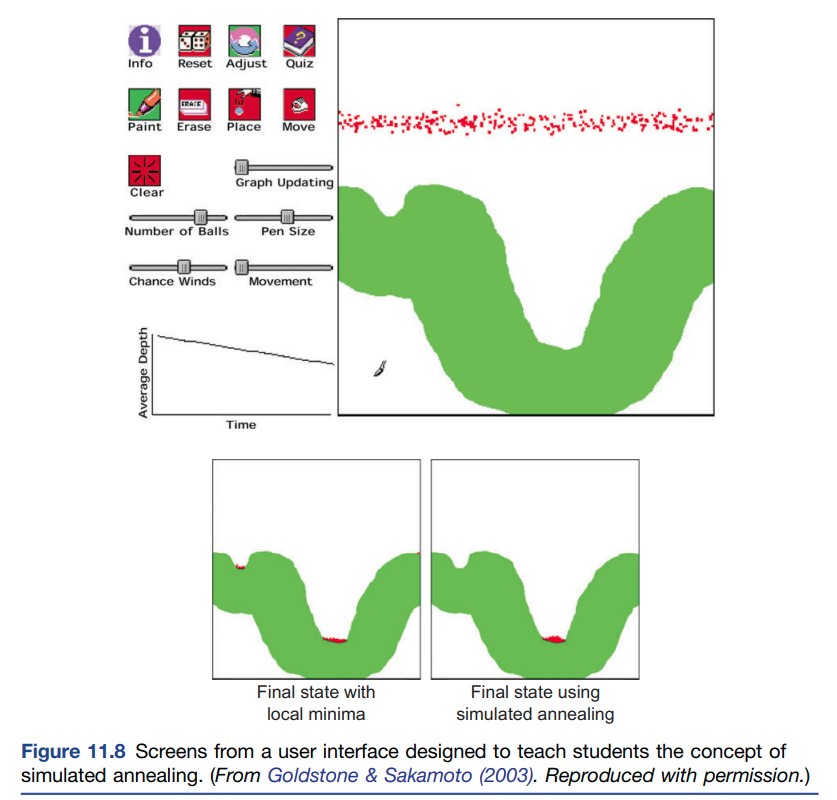 Info Reset Adjust Quiz
ERASE
Paint Erase Place Move
Graph Updating
Clear
Number of Balls Pen Size
Chance Winds Movement
Average Depth
Time
Final state with
local minima
Final state using
simulated annealing
Figure 11.8 Screens from a user interface designed to teach students the concept of
simulated annealing. (From Goldstone & Sakamoto (2003). Reproduced with permission.)